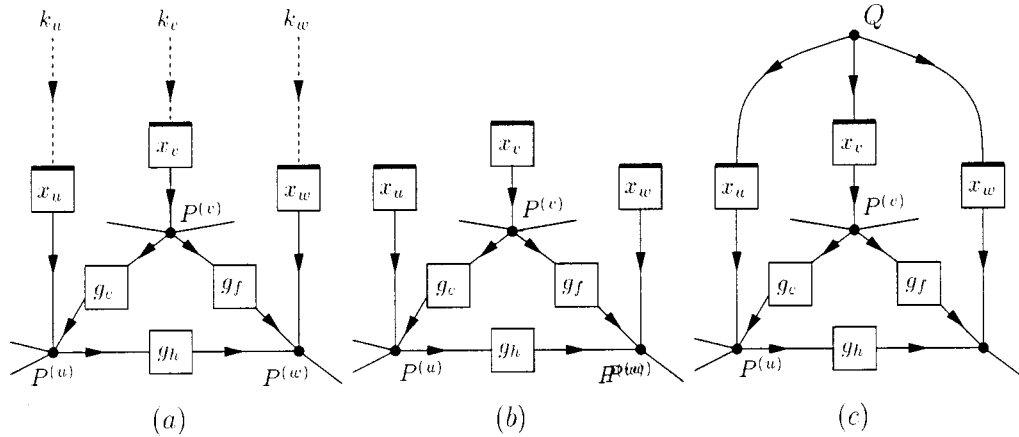 k_u k_v k_w Q
x_v x_v x_v
x_u x_w x_u x_w x_u x_w
P^{(v)} P^{(v)} P^{(v)}
g_e g_f g_e g_f g_e g_f
g_h g_h g_h
P^{(u)} P^{(w)} P^{(u)} P^{(w)} P^{(u)}
(a) (b) (c)